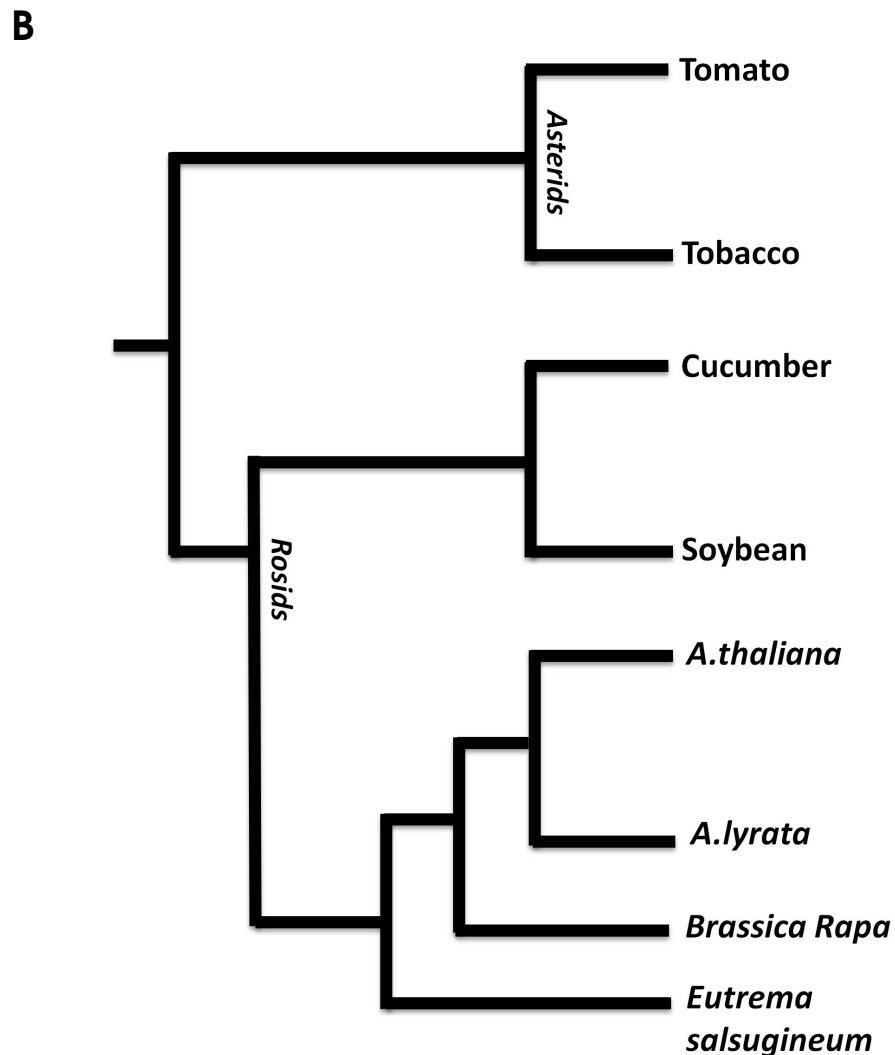 B
Tomato
Asterids
Tobacco
Cucumber
Rosids
Soybean
A.thaliana
A.lyrata
Brassica Rapa
Eutrema
salsugineum